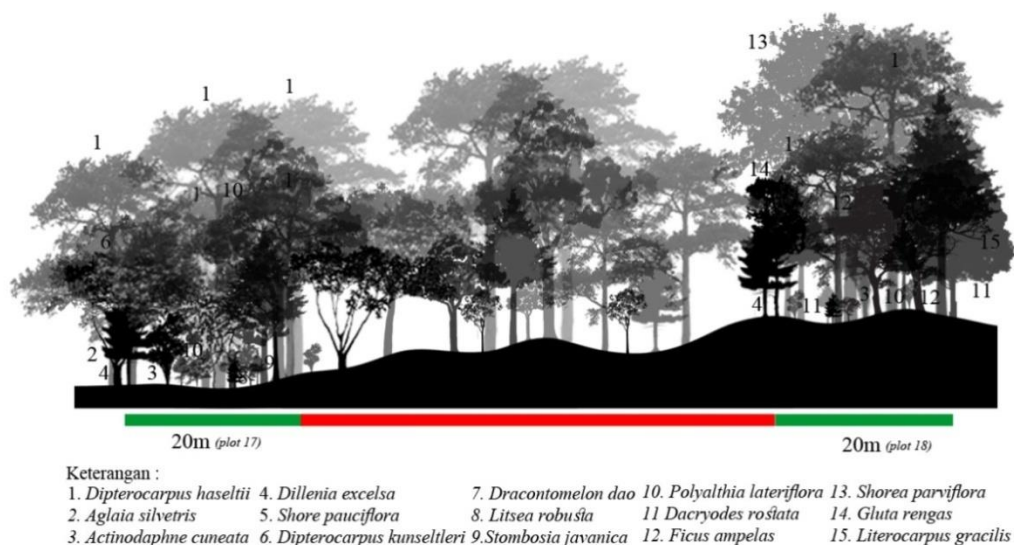 13
1
1
1
1 1
14
1
1 10
12
6 15
3 10 12 11
4 11
2 10 9
4 3
20m (plot 17) 20m (plot 18)
Keterangan :
1. Dipterocarpus haseltii 4. Dillenia excelsa 7. Dracontomelon dao 10. Polyalthia lateriflora 13. Shorea parviflora
2. Aglaia silvetris 5. Shore pauciflora 8. Litsea robusta 11 Dacryodes rostata 14. Gluta rengas
3. Actinodaphne cuneata 6. Dipterocarpus kunseltleri 9.Stombosia javanica 12. Ficus ampelas 15. Literocarpus gracilis